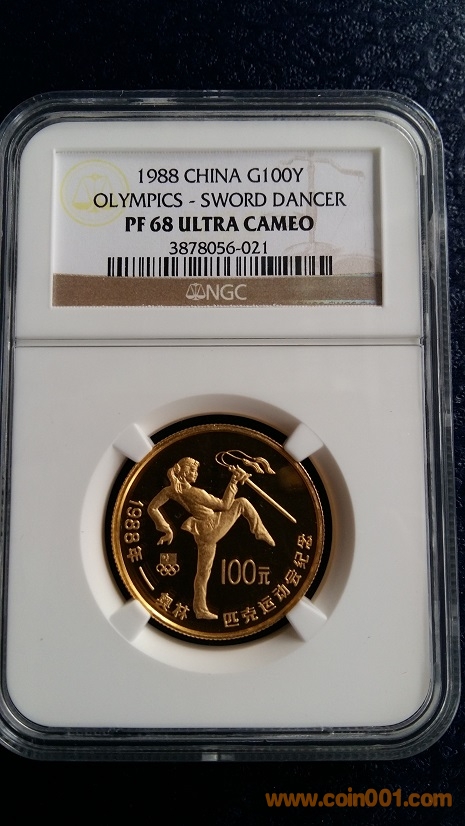 1988 CHINA G100Y
OLYMPICS - SWORD DANCER
PF 68 ULTRA CAMEO
3878056-021
NGC
100元
1988年—奥林匹克运动会纪念
www.coin001.com